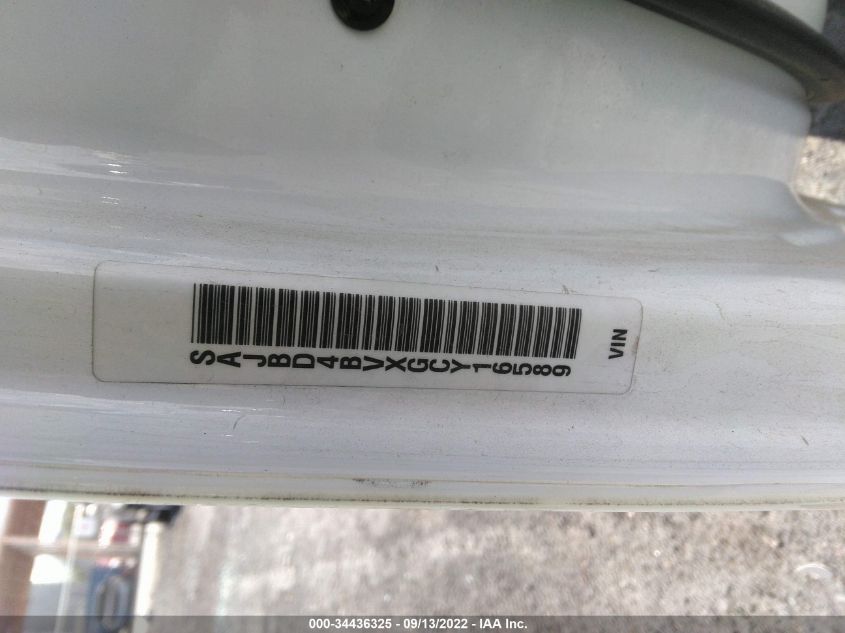 SAJBD4BVXGCY16589
VIN
000-34436325 - 09/13/2022 - IAA Inc.